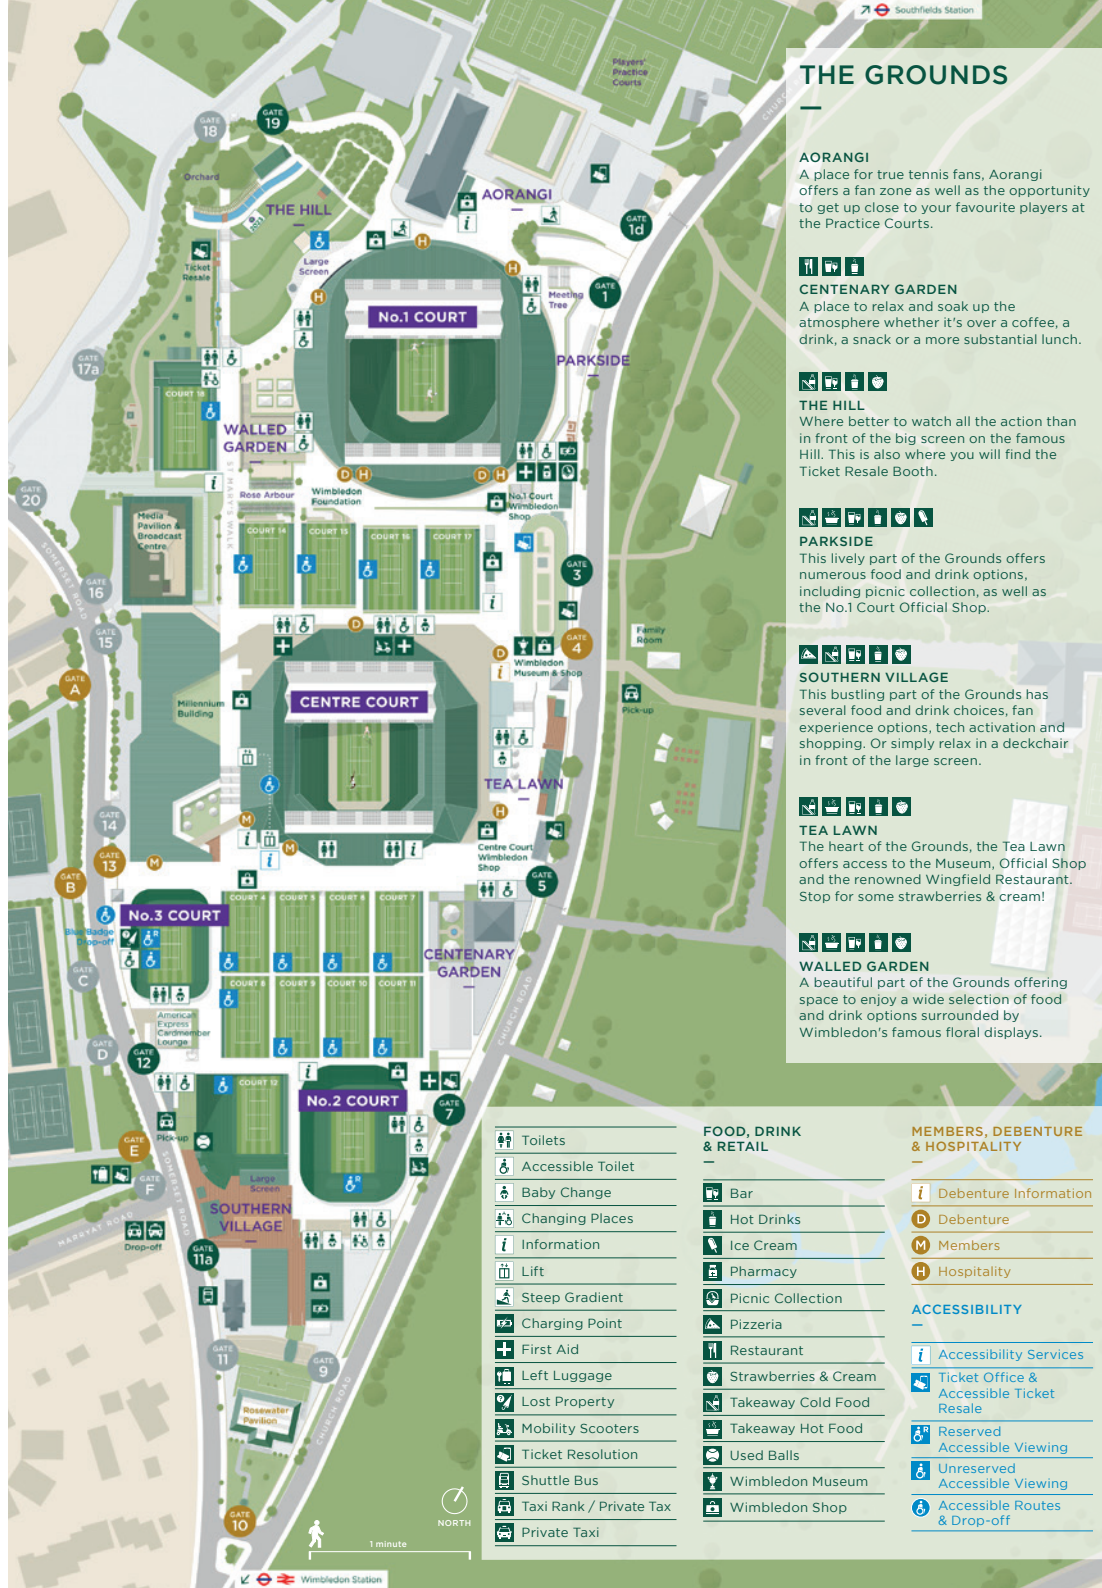 Southfields Station
Players'
Practice
Courts
CHURCH ROAD
GATE
19
GATE
18
Orchard
THE HILL
AORANGI
GATE
1d
Ticket
Resale
Large
Screen
Meeting
Tree
GATE
1
No.1 COURT
PARKSIDE
GATE
17a
COURT 18
WALLED
GARDEN
ST MARY'S WALK
Rose Arbour
Wimbledon
Foundation
No.1 Court
Wimbledon
Shop
GATE
20
Media
Pavilion &
Broadcast
Centre
COURT 14
COURT 15
COURT 16
COURT 17
SOMERSET ROAD
GATE
3
GATE
16
GATE
15
GATE
4
Family
Room
Wimbledon
Museum & Shop
GATE
A
Millennium
Building
CENTRE COURT
Pick-up
TEA LAWN
GATE
14
GATE
13
Centre Court
Wimbledon
Shop
GATE
B
GATE
5
No.3 COURT
COURT 4
COURT 5
COURT 6
COURT 7
Blue Badge
Drop-off
CENTENARY
GARDEN
GATE
C
COURT 8
COURT 9
COURT 10
COURT 11
American
Express
Cardmember
Lounge
CHURCH ROAD
GATE
D
GATE
12
COURT 12
No.2 COURT
GATE
7
Pick-up
GATE
E
GATE
F
SOMERSET ROAD
Large
Screen
SOUTHERN
VILLAGE
MARRYAT ROAD
Drop-off
GATE
11a
GATE
11
GATE
9
Rosewater
Pavilion
CHURCH ROAD
GATE
10
NORTH
1 minute
Wimbledon Station
THE GROUNDS
AORANGI
A place for true tennis fans, Aorangi
offers a fan zone as well as the opportunity
to get up close to your favourite players at
the Practice Courts.
CENTENARY GARDEN
A place to relax and soak up the
atmosphere whether it's over a coffee, a
drink, a snack or a more substantial lunch.
THE HILL
Where better to watch all the action than
in front of the big screen on the famous
Hill. This is also where you will find the
Ticket Resale Booth.
PARKSIDE
This lively part of the Grounds offers
numerous food and drink options,
including picnic collection, as well as
the No.1 Court Official Shop.
SOUTHERN VILLAGE
This bustling part of the Grounds has
several food and drink choices, fan
experience options, tech activation and
shopping. Or simply relax in a deckchair
in front of the large screen.
TEA LAWN
The heart of the Grounds, the Tea Lawn
offers access to the Museum, Official Shop
and the renowned Wingfield Restaurant.
Stop for some strawberries & cream!
WALLED GARDEN
A beautiful part of the Grounds offering
space to enjoy a wide selection of food
and drink options surrounded by
Wimbledon's famous floral displays.
Toilets
Accessible Toilet
Baby Change
Changing Places
Information
Lift
Steep Gradient
Charging Point
First Aid
Left Luggage
Lost Property
Mobility Scooters
Ticket Resolution
Shuttle Bus
Taxi Rank / Private Tax
Private Taxi
FOOD, DRINK
& RETAIL
Bar
Hot Drinks
Ice Cream
Pharmacy
Picnic Collection
Pizzeria
Restaurant
Strawberries & Cream
Takeaway Cold Food
Takeaway Hot Food
Used Balls
Wimbledon Museum
Wimbledon Shop
MEMBERS, DEBENTURE
& HOSPITALITY
Debenture Information
D Debenture
M Members
H Hospitality
ACCESSIBILITY
Accessibility Services
Ticket Office &
Accessible Ticket
Resale
Reserved
Accessible Viewing
Unreserved
Accessible Viewing
Accessible Routes
& Drop-off